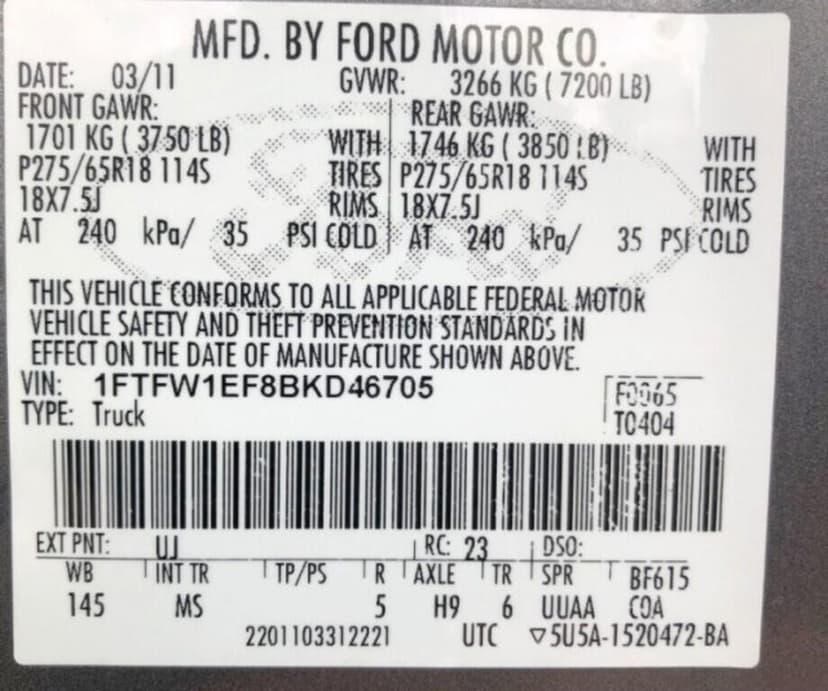 MFD. BY FORD MOTOR CO.
DATE: 03/11 GVWR: 3266 KG ( 7200 LB)
FRONT GAWR: REAR GAWR:
1701 KG ( 3750 LB) WITH 1746 KG ( 3850 LB) WITH
P275/65R18 114S TIRES P275/65R18 114S TIRES
18X7.5J RIMS 18X7.5J RIMS
AT 240 kPa/ 35 PSI COLD AT 240 kPa/ 35 PSI COLD
THIS VEHICLE CONFORMS TO ALL APPLICABLE FEDERAL MOTOR
VEHICLE SAFETY AND THEFT PREVENTION STANDARDS IN
EFFECT ON THE DATE OF MANUFACTURE SHOWN ABOVE.
VIN: 1FTFW1EF8BKD46705 F0065
TYPE: Truck T0404
EXT PNT: UJ RC: 23 DSO:
WB INT TR TP/PS R AXLE TR SPR BF615
145 MS 5 H9 6 UUAA COA
2201103312221 UTC ▽5U5A-1520472-BA